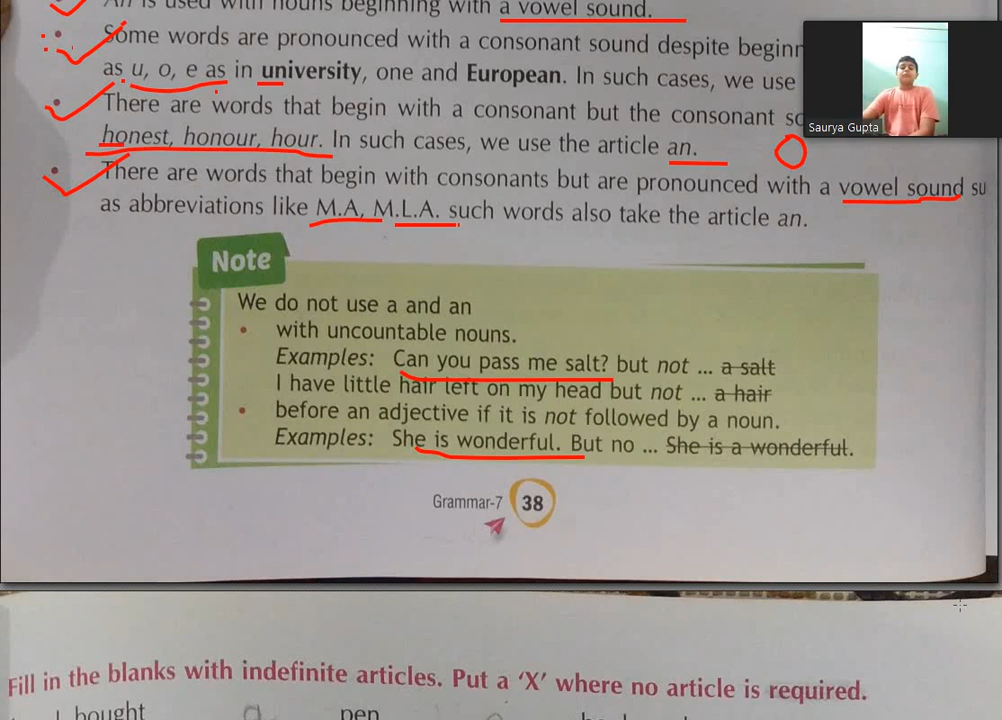 An is used with nouns beginning with a vowel sound.
Some words are pronounced with a consonant sound despite
as u, o, e as in university, one and European. In such cases, we use
There are words that begin with a consonant but the consonant
honest, honour, hour. In such cases, we use the article an.
There are words that begin with consonants but are pronounced with a vowel sound
as abbreviations like M.A, M.L.A. such words also take the article an.
Saurya Gupta
Note
We do not use a and an
• with uncountable nouns.
Examples: Can you pass me salt? but not ... a salt
I have little hair left on my head but not ... a hair
• before an adjective if it is not followed by a noun.
Examples: She is wonderful. But no ... She is a wonderful.
Grammar-7 38
Fill in the blanks with indefinite articles. Put a 'X' where no article is required.
I bought a pen